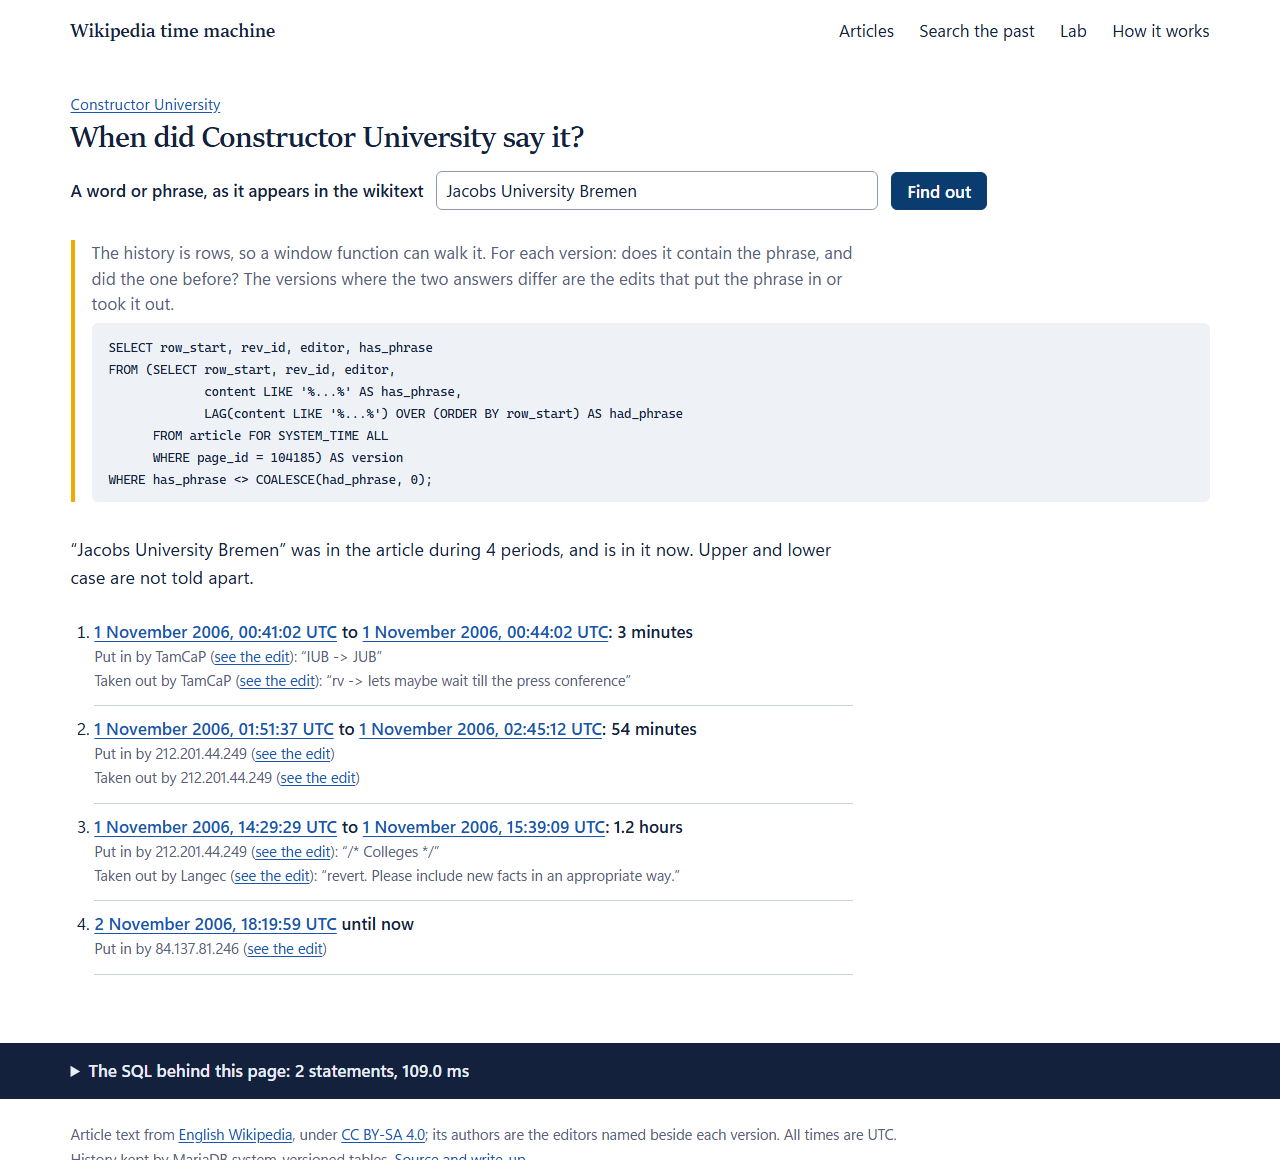 Wikipedia time machine
Articles Search the past Lab How it works
Constructor University
When did Constructor University say it?
A word or phrase, as it appears in the wikitext Jacobs University Bremen Find out
The history is rows, so a window function can walk it. For each version: does it contain the phrase, and
did the one before? The versions where the two answers differ are the edits that put the phrase in or
took it out.
SELECT row_start, rev_id, editor, has_phrase
FROM (SELECT row_start, rev_id, editor,
content LIKE '%...%' AS has_phrase,
LAG(content LIKE '%...%') OVER (ORDER BY row_start) AS had_phrase
FROM article FOR SYSTEM_TIME ALL
WHERE page_id = 104185) AS version
WHERE has_phrase <> COALESCE(had_phrase, 0);
“Jacobs University Bremen” was in the article during 4 periods, and is in it now. Upper and lower
case are not told apart.
1. 1 November 2006, 00:41:02 UTC to 1 November 2006, 00:44:02 UTC: 3 minutes
Put in by TamCaP (see the edit): “IUB -> JUB”
Taken out by TamCaP (see the edit): “rv -> lets maybe wait till the press conference”
2. 1 November 2006, 01:51:37 UTC to 1 November 2006, 02:45:12 UTC: 54 minutes
Put in by 212.201.44.249 (see the edit)
Taken out by 212.201.44.249 (see the edit)
3. 1 November 2006, 14:29:29 UTC to 1 November 2006, 15:39:09 UTC: 1.2 hours
Put in by 212.201.44.249 (see the edit): “/* Colleges */”
Taken out by Langec (see the edit): “revert. Please include new facts in an appropriate way.”
4. 2 November 2006, 18:19:59 UTC until now
Put in by 84.137.81.246 (see the edit)
The SQL behind this page: 2 statements, 109.0 ms
Article text from English Wikipedia, under CC BY-SA 4.0; its authors are the editors named beside each version. All times are UTC.
History kept by MariaDB system-versioned tables. Source and write-up